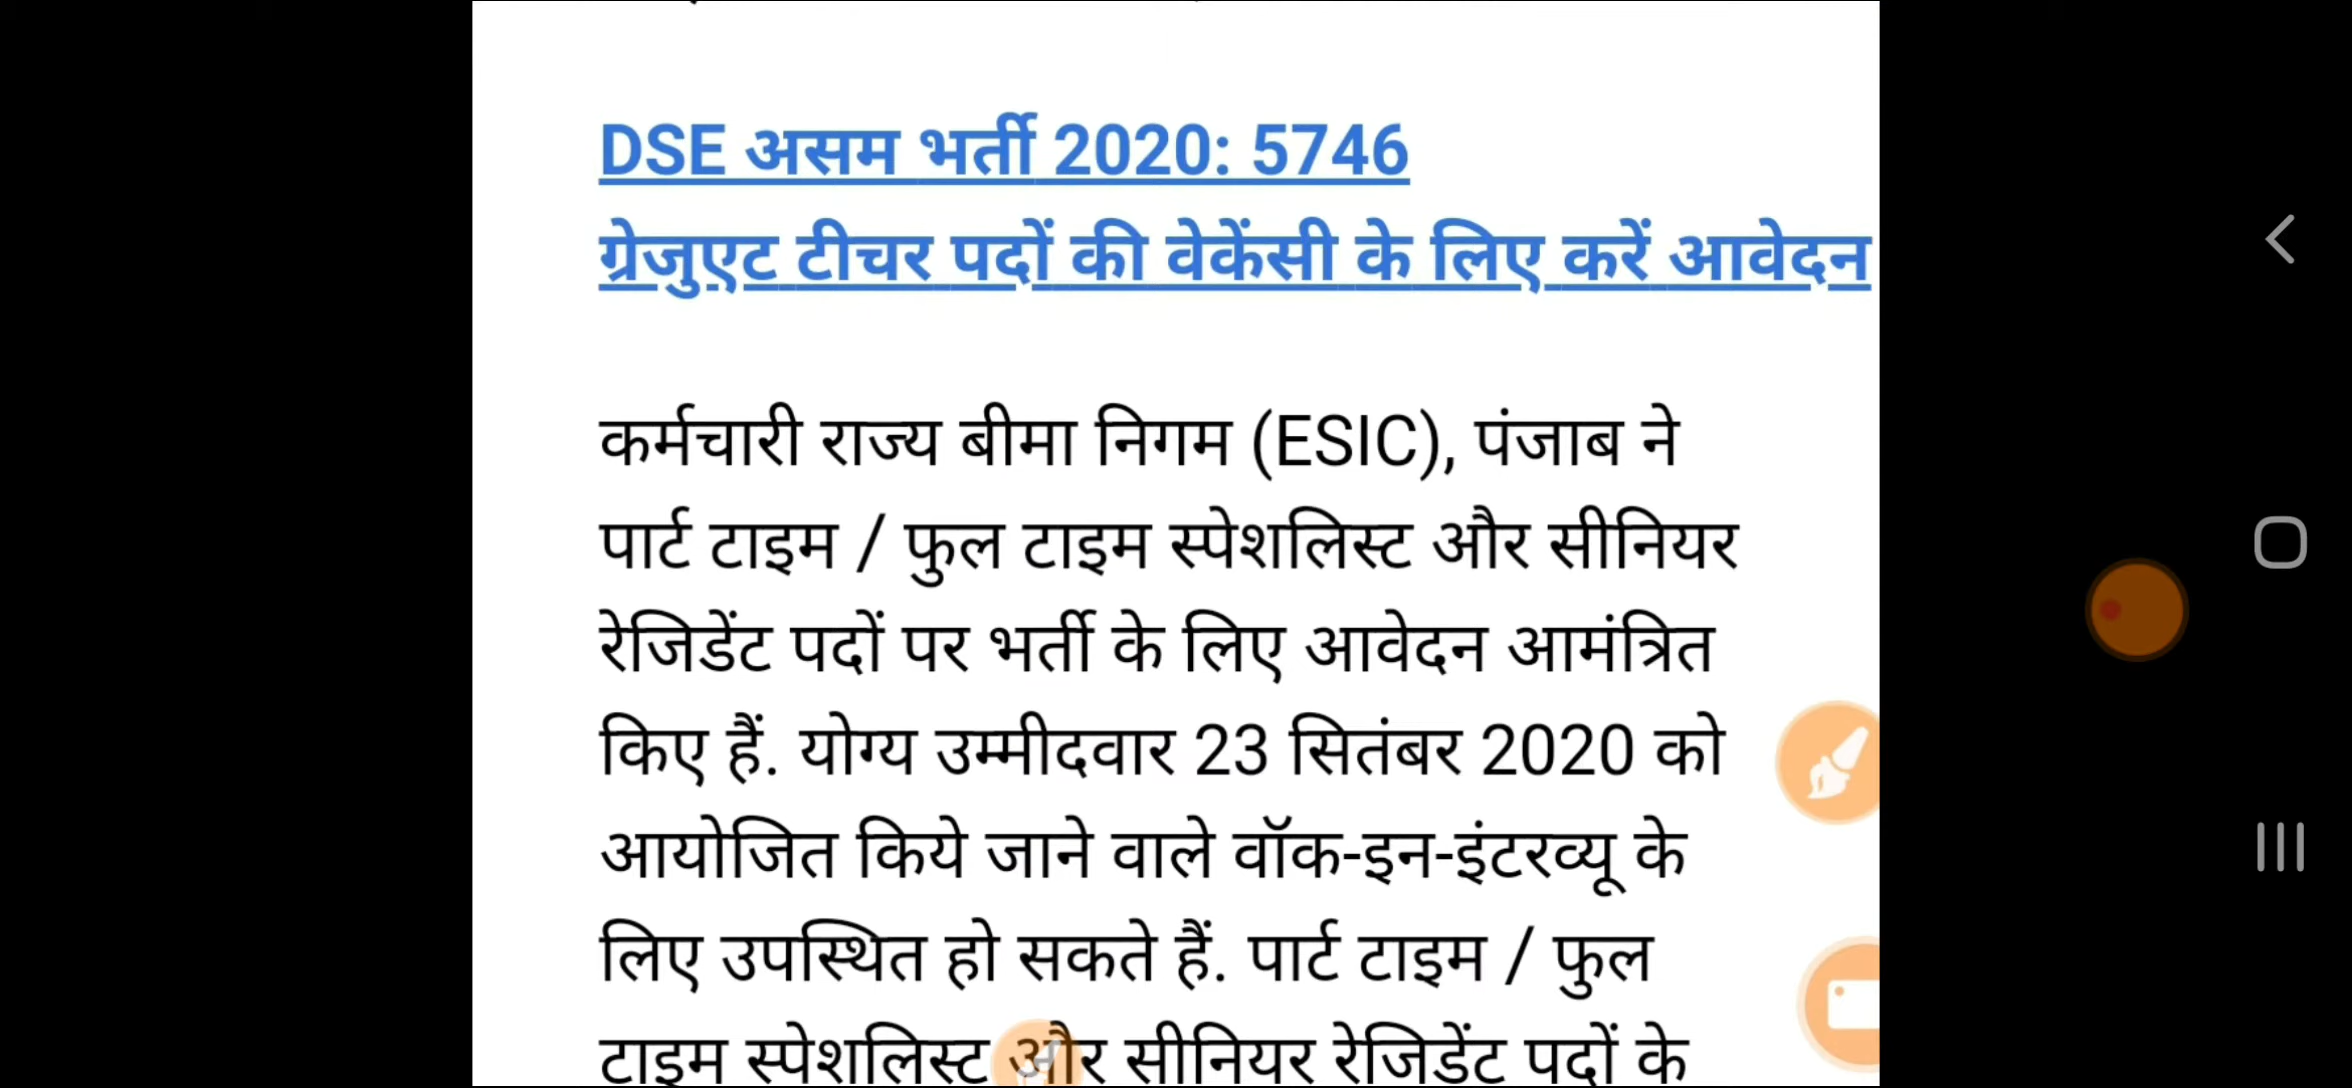 DSE असम भर्ती 2020: 5746
ग्रेजुएट टीचर पदों की वेकेंसी के लिए करें आवेदन
कर्मचारी राज्य बीमा निगम (ESIC), पंजाब ने
पार्ट टाइम / फुल टाइम स्पेशलिस्ट और सीनियर
रेजिडेंट पदों पर भर्ती के लिए आवेदन आमंत्रित
किए हैं. योग्य उम्मीदवार 23 सितंबर 2020 को
आयोजित किये जाने वाले वॉक-इन-इंटरव्यू के
लिए उपस्थित हो सकते हैं. पार्ट टाइम / फुल
टाइम स्पेशलिस्ट और सीनियर रेजिडेंट पदों के